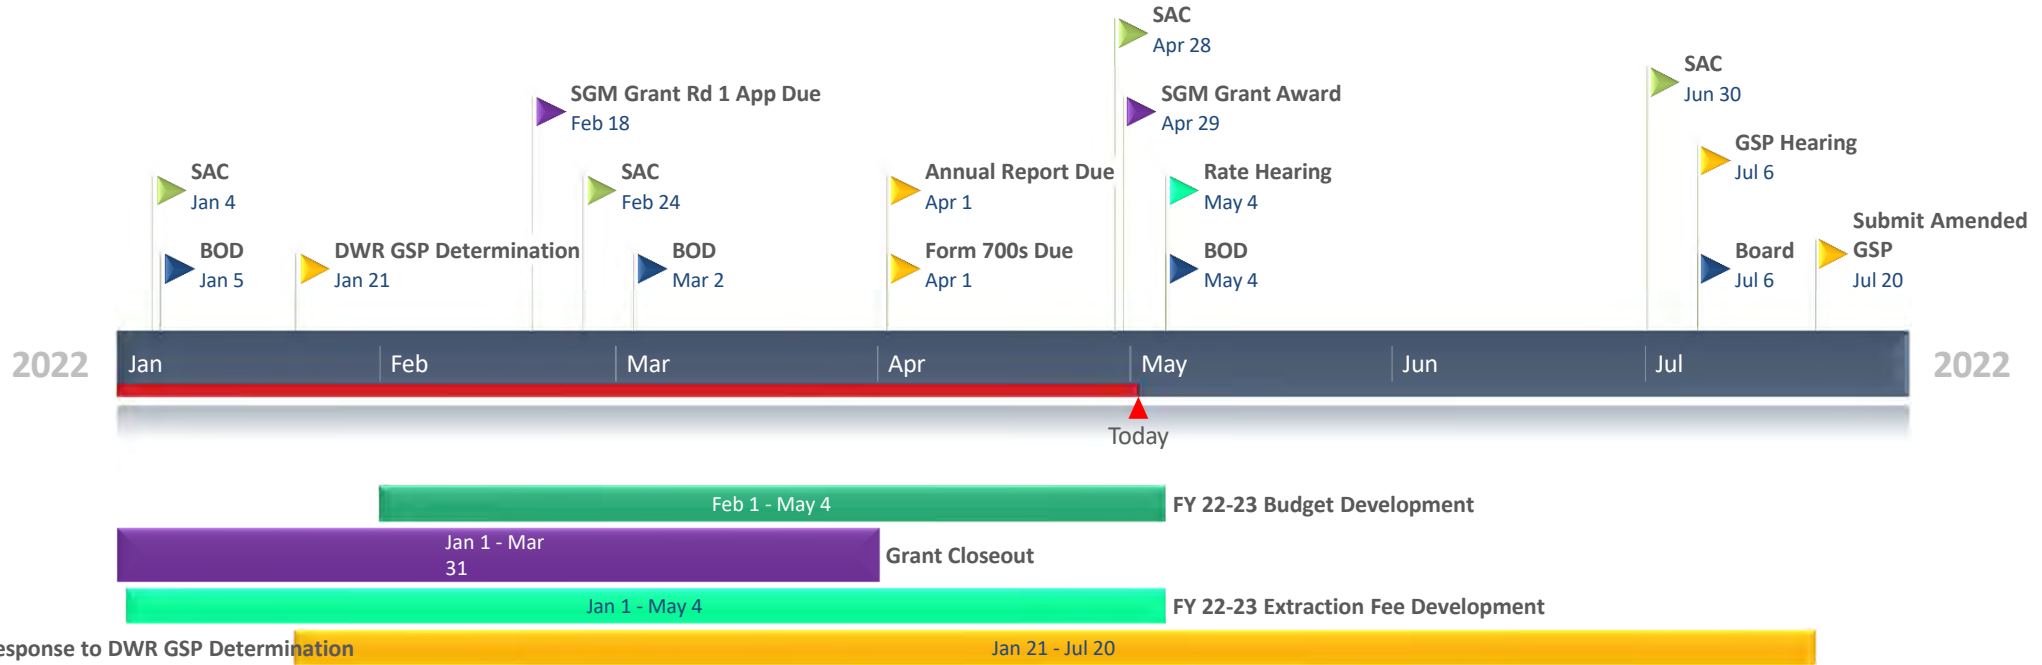 SAC
Apr 28
SAC
Jun 30
SGM Grant Rd 1 App Due
Feb 18
SGM Grant Award
Apr 29
GSP Hearing
Jul 6
SAC
Jan 4
SAC
Feb 24
Annual Report Due
Apr 1
Rate Hearing
May 4
Submit Amended
GSP
Jul 20
BOD
Jan 5
DWR GSP Determination
Jan 21
BOD
Mar 2
Form 700s Due
Apr 1
BOD
May 4
Board
Jul 6
2022
Jan
Feb
Mar
Apr
May
Jun
Jul
2022
Today
Feb 1 - May 4
FY 22-23 Budget Development
Jan 1 - Mar
31
Grant Closeout
Jan 1 - May 4
FY 22-23 Extraction Fee Development
esponse to DWR GSP Determination
Jan 21 - Jul 20